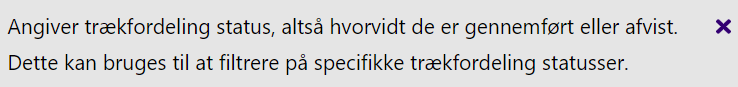 Angiver trækfordeling status, altså hvorvidt de er gennemført eller afvist.
Dette kan bruges til at filtrere på specifikke trækfordeling statusser.